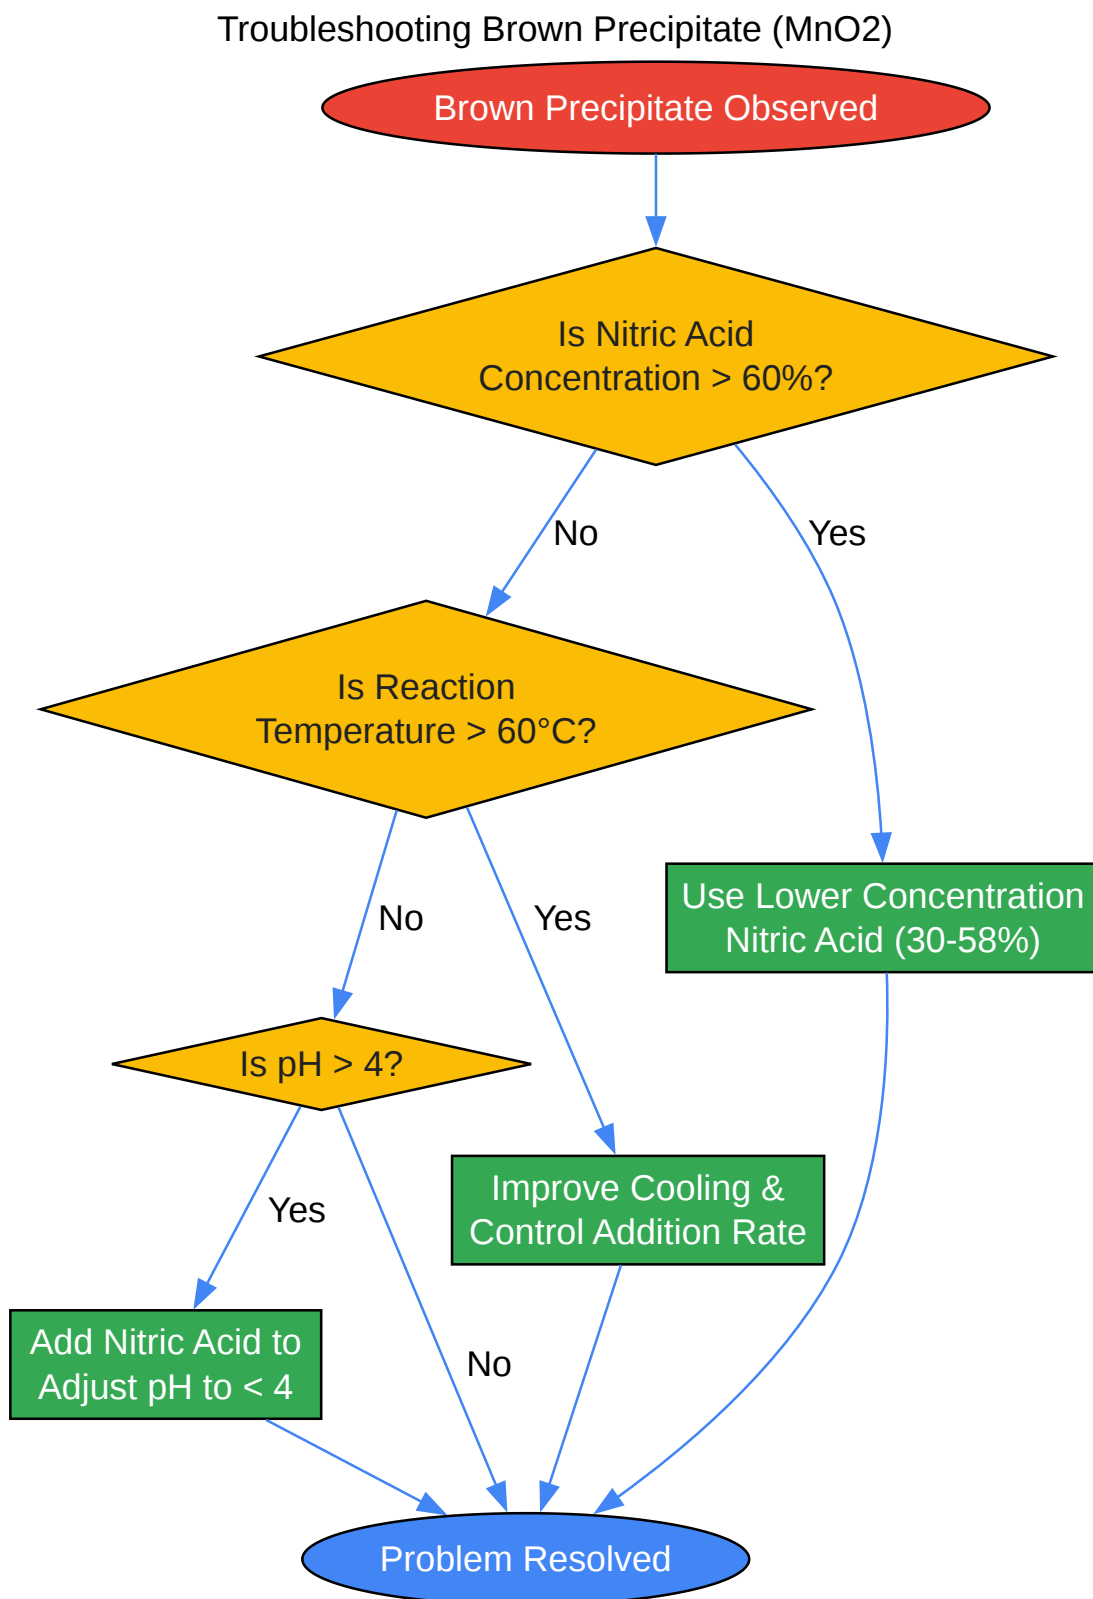 Troubleshooting Brown Precipitate (MnO2)
Brown Precipitate Observed
Is Nitric Acid
Concentration > 60%?
No
Yes
Is Reaction
Temperature > 60°C?
Use Lower Concentration
Nitric Acid (30-58%)
No
Yes
Is pH > 4?
Improve Cooling &
Control Addition Rate
Yes
Add Nitric Acid to
Adjust pH to < 4
No
Problem Resolved